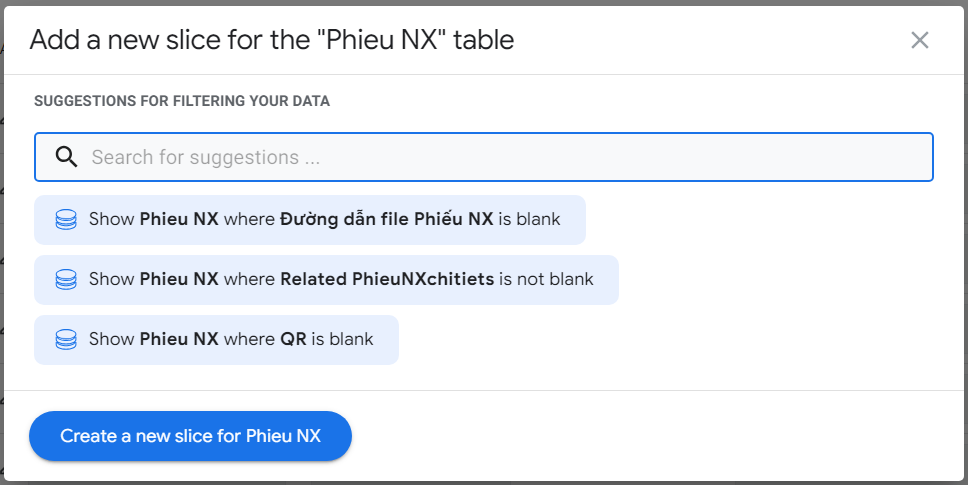 Add a new slice for the "Phieu NX" table
SUGGESTIONS FOR FILTERING YOUR DATA
Search for suggestions ...
Show Phieu NX where Đường dẫn file Phiếu NX is blank
Show Phieu NX where Related PhieuNXchitiets is not blank
Show Phieu NX where QR is blank
Create a new slice for Phieu NX